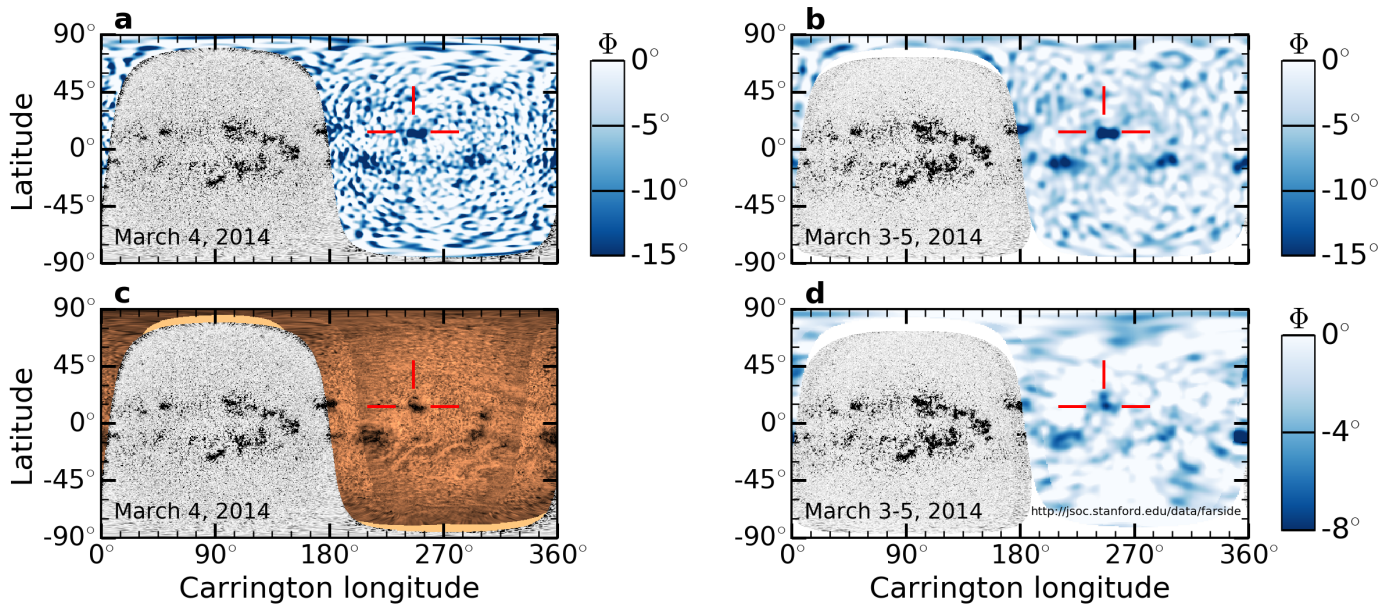 a
Φ
90°
45°
0°
-45°
-90°
Latitude
March 4, 2014
0°
-5°
-10°
-15°
b
Φ
90°
45°
0°
-45°
-90°
March 3-5, 2014
0°
-5°
-10°
-15°
c
90°
45°
0°
-45°
-90°
Latitude
March 4, 2014
0° 90° 180° 270° 360°
Carrington longitude
d
Φ
90°
45°
0°
-45°
-90°
March 3-5, 2014
http://jsoc.stanford.edu/data/farside
0°
-4°
-8°
0° 90° 180° 270° 360°
Carrington longitude